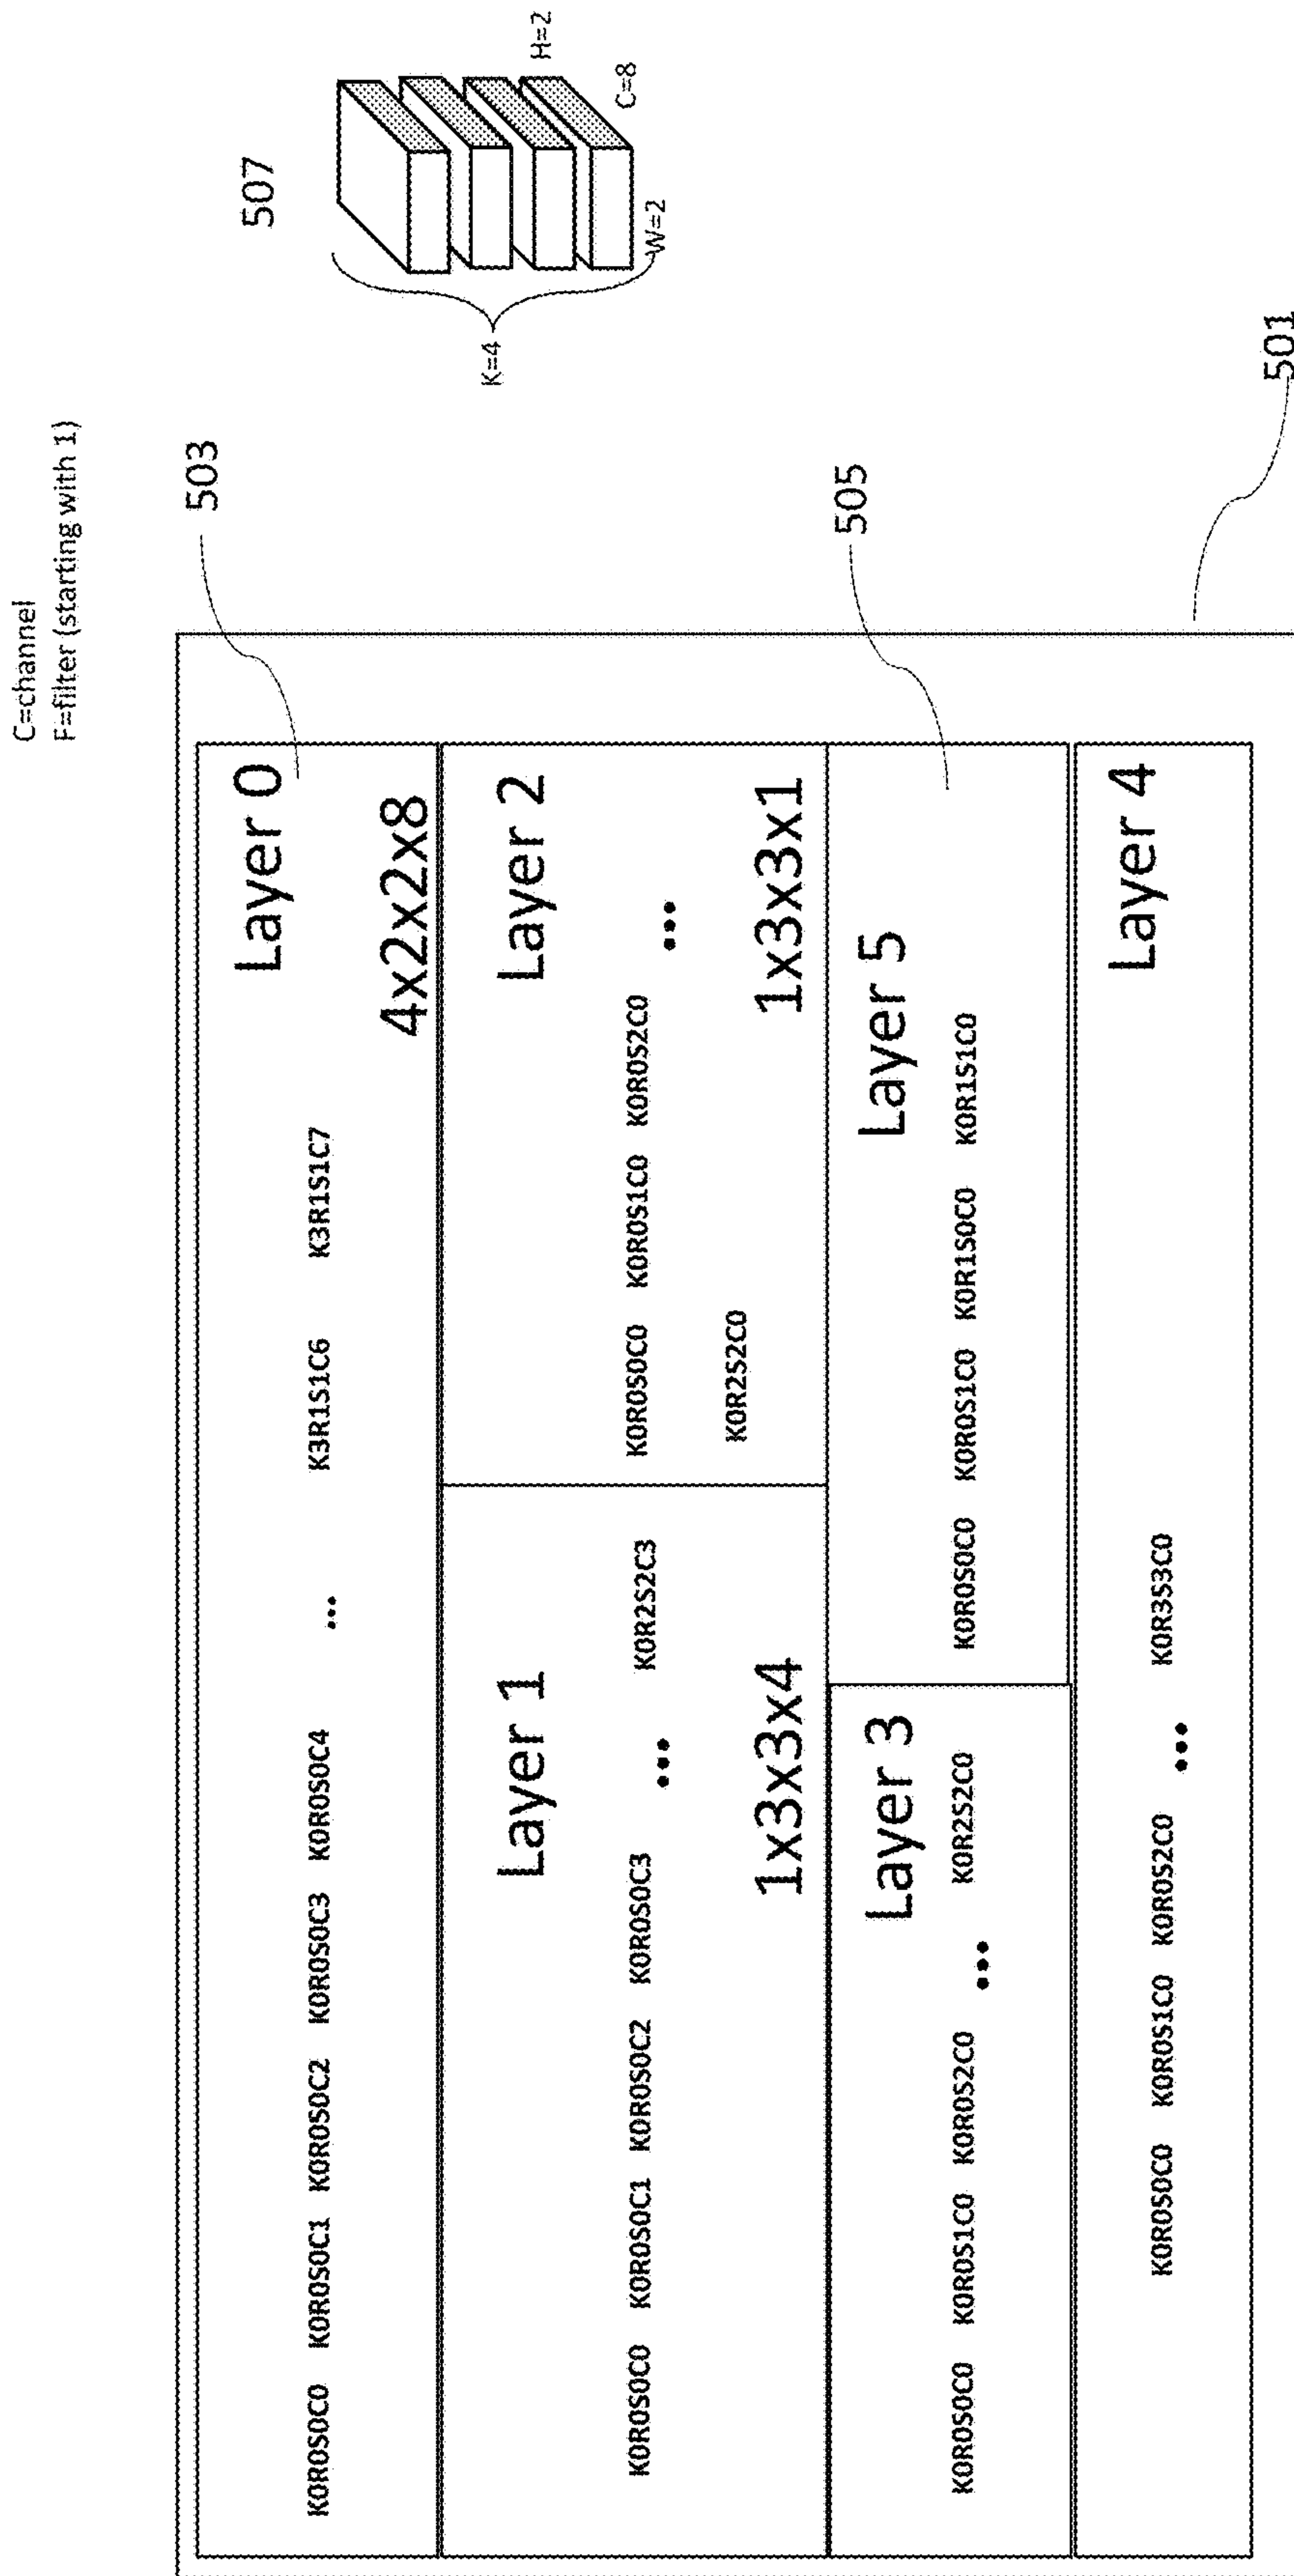 C=channel
F=filter (starting with 1)
503
507
K=4
W=2
C=8
H=2
Layer 0
K0R0S0C0 K0R0S0C1 K0R0S0C2 K0R0S0C3 K0R0S0C4 ... K3R1S1C6 K3R1S1C7
4x2x2x8
Layer 1
K0R0S0C0 K0R0S0C1 K0R0S0C2 K0R0S0C3 ... K0R2S2C3
1x3x3x4
Layer 2
K0R0S0C0 K0R0S1C0 K0R0S2C0 ...
K0R2S2C0
1x3x3x1
Layer 3
K0R0S0C0 K0R0S1C0 K0R0S2C0 ... K0R2S2C0
Layer 5
K0R0S0C0 K0R0S1C0 K0R1S0C0 K0R1S1C0
505
Layer 4
K0R0S0C0 K0R0S1C0 K0R0S2C0 ... K0R3S3C0
501